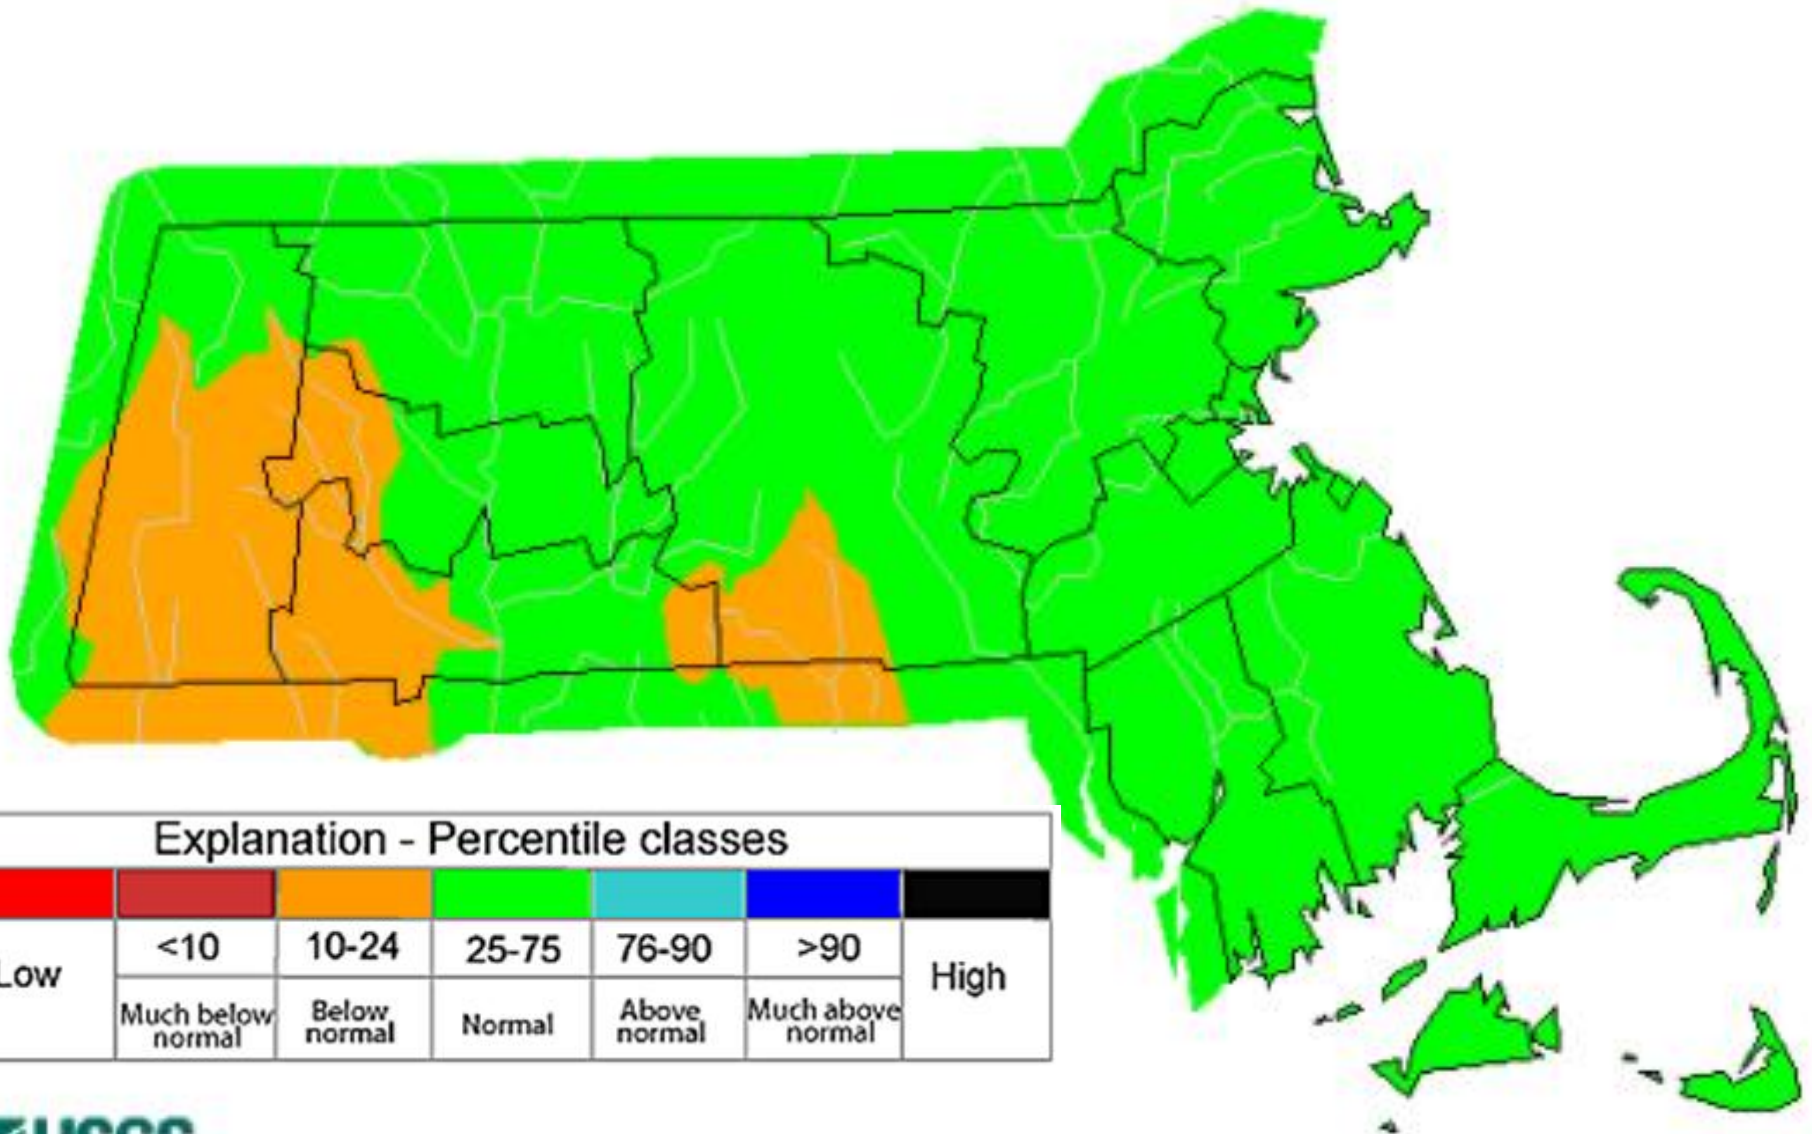 Explanation - Percentile classes
Low
<10
10-24
25-75
76-90
>90
High
Much below
normal
Below
normal
Normal
Above
normal
Much above
normal